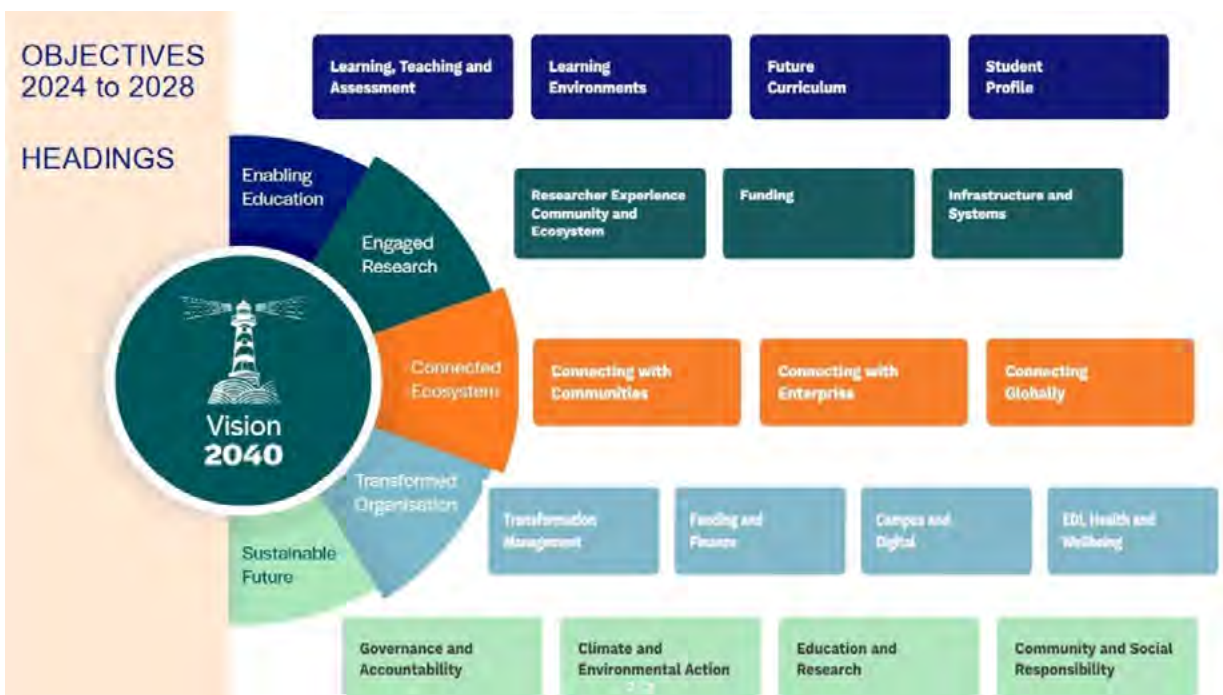 OBJECTIVES
2024 to 2028
HEADINGS
Learning, Teaching and
Assessment
Learning
Environments
Future
Curriculum
Student
Profile
Enabling
Education
Engaged
Research
Researcher Experience
Community and
Ecosystem
Funding
Infrastructure and
Systems
Connected
Ecosystem
Connecting with
Communities
Connecting with
Enterprise
Connecting
Globally
Vision
2040
Transformed
Organisation
Transformation
Management
Funding and
Finance
Campus and
Digital
EDI, Health and
Wellbeing
Sustainable
Future
Governance and
Accountability
Climate and
Environmental Action
Education and
Research
Community and Social
Responsibility